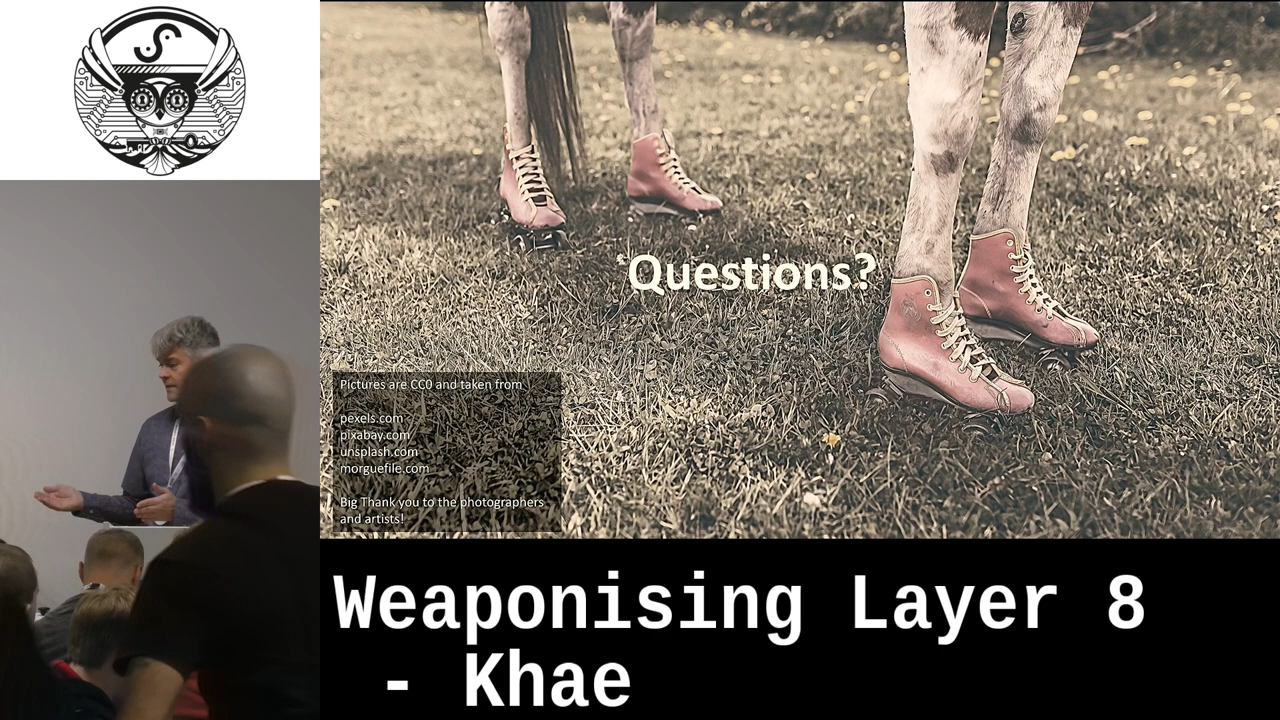 Questions?
Pictures are CC0 and taken from
pexels.com
pixabay.com
unsplash.com
morguefile.com
Big Thank you to the photographers
and artists!
Weaponising Layer 8
- Khae